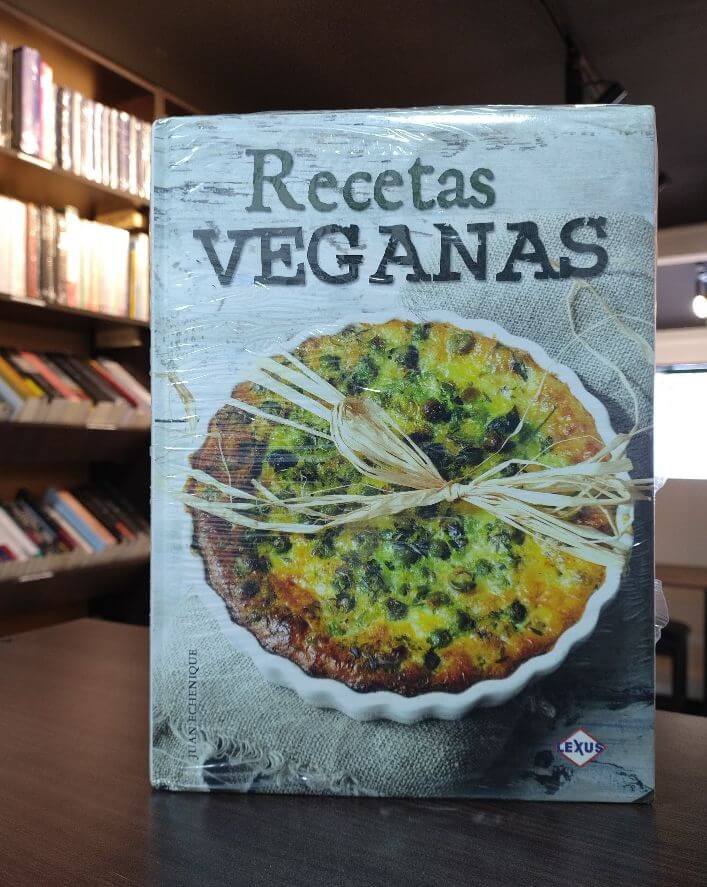 Recetas
VEGANAS
JUAN ECHENIQUE
LEXUS